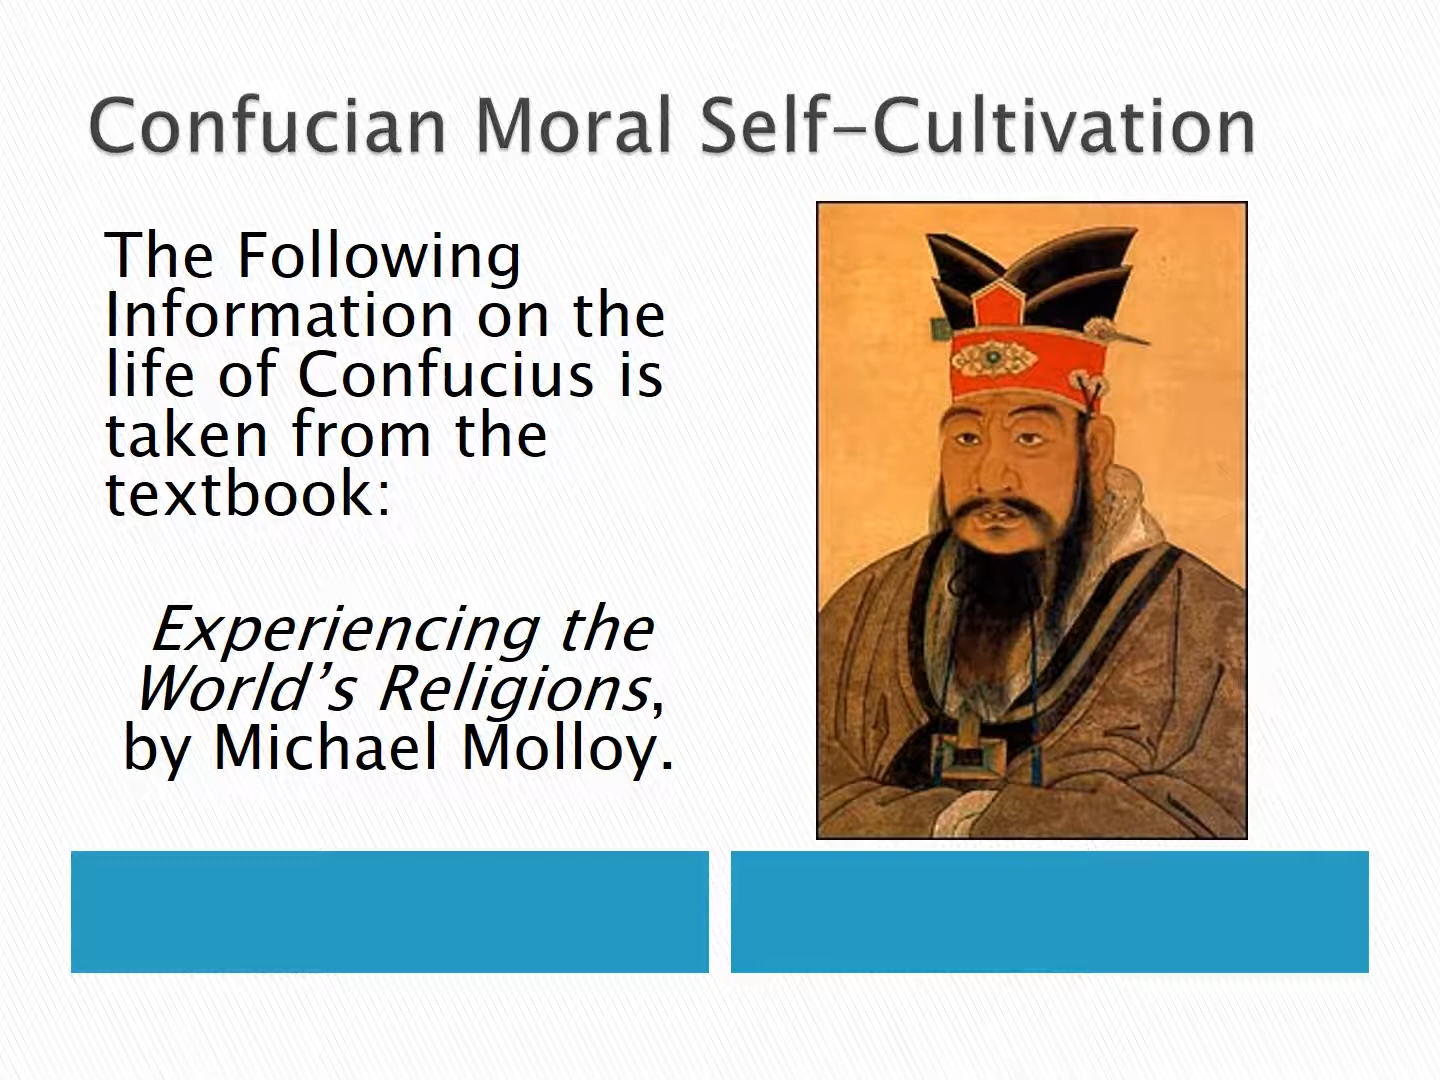 Confucian Moral Self-Cultivation
The Following
Information on the
life of Confucius is
taken from the
textbook:
Experiencing the
World’s Religions,
by Michael Molloy.